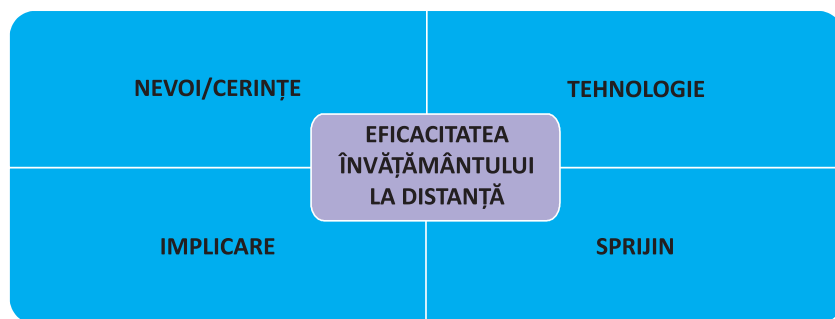 NEVOI/CERINȚE
TEHNOLOGIE
EFICACITATEA
ÎNVĂȚĂMÂNTULUI
LA DISTANȚĂ
IMPLICARE
SPRIJIN